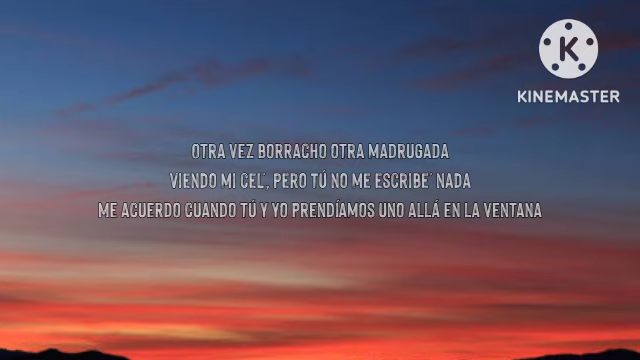 K
KINEMASTER
OTRA VEZ BORRACHO OTRA MADRUGADA
VIENDO MI CEL', PERO TÚ NO ME ESCRIBE' NADA
ME ACUERDO CUANDO TÚ Y YO PRENDÍAMOS UNO ALLÁ EN LA VENTANA